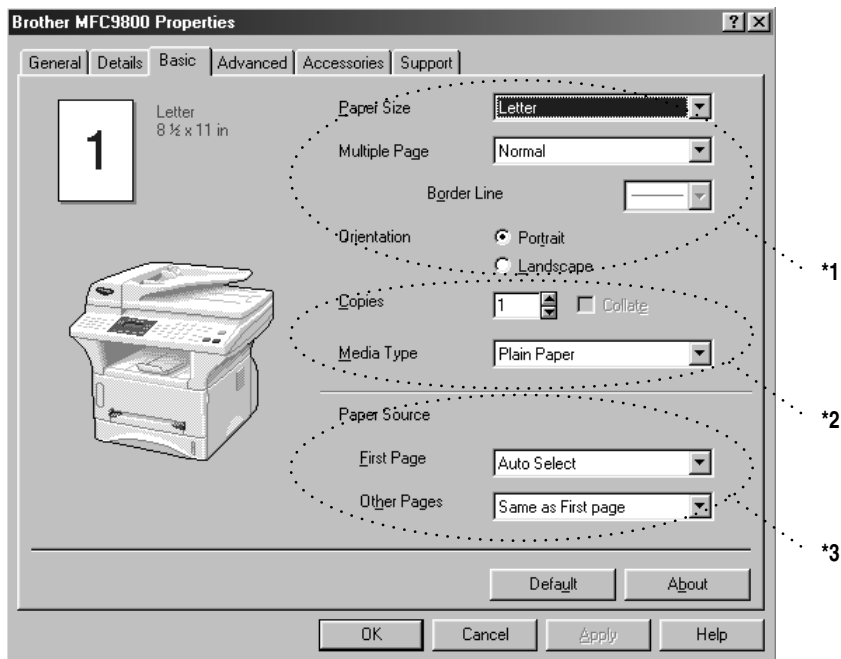 Brother MFC9800 Properties
General Details Basic Advanced Accessories Support
1
Letter
8 ½ x 11 in
Paper Size Letter
Multiple Page Normal
Border Line
Orientation Portrait
Landscape
*1
Copies 1 Collate
Media Type Plain Paper
*2
Paper Source
First Page Auto Select
Other Pages Same as First page
*3
Default About
OK Cancel Apply Help